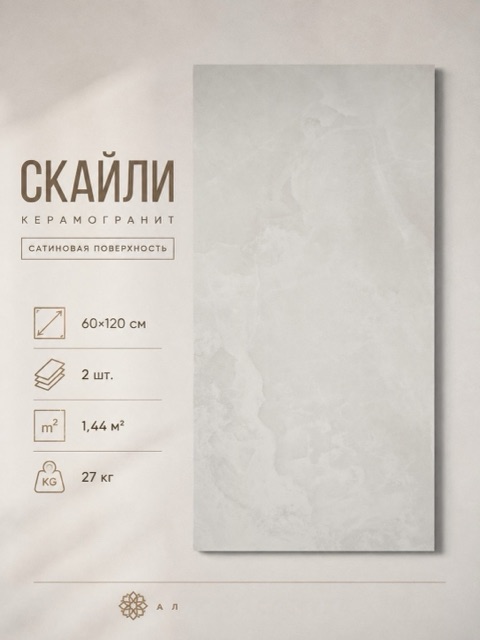 СКАЙЛИ
КЕРАМОГРАНИТ
САТИНОВАЯ ПОВЕРХНОСТЬ
60×120 см
2 шт.
m² 1,44 м²
KG 27 кг
А Л